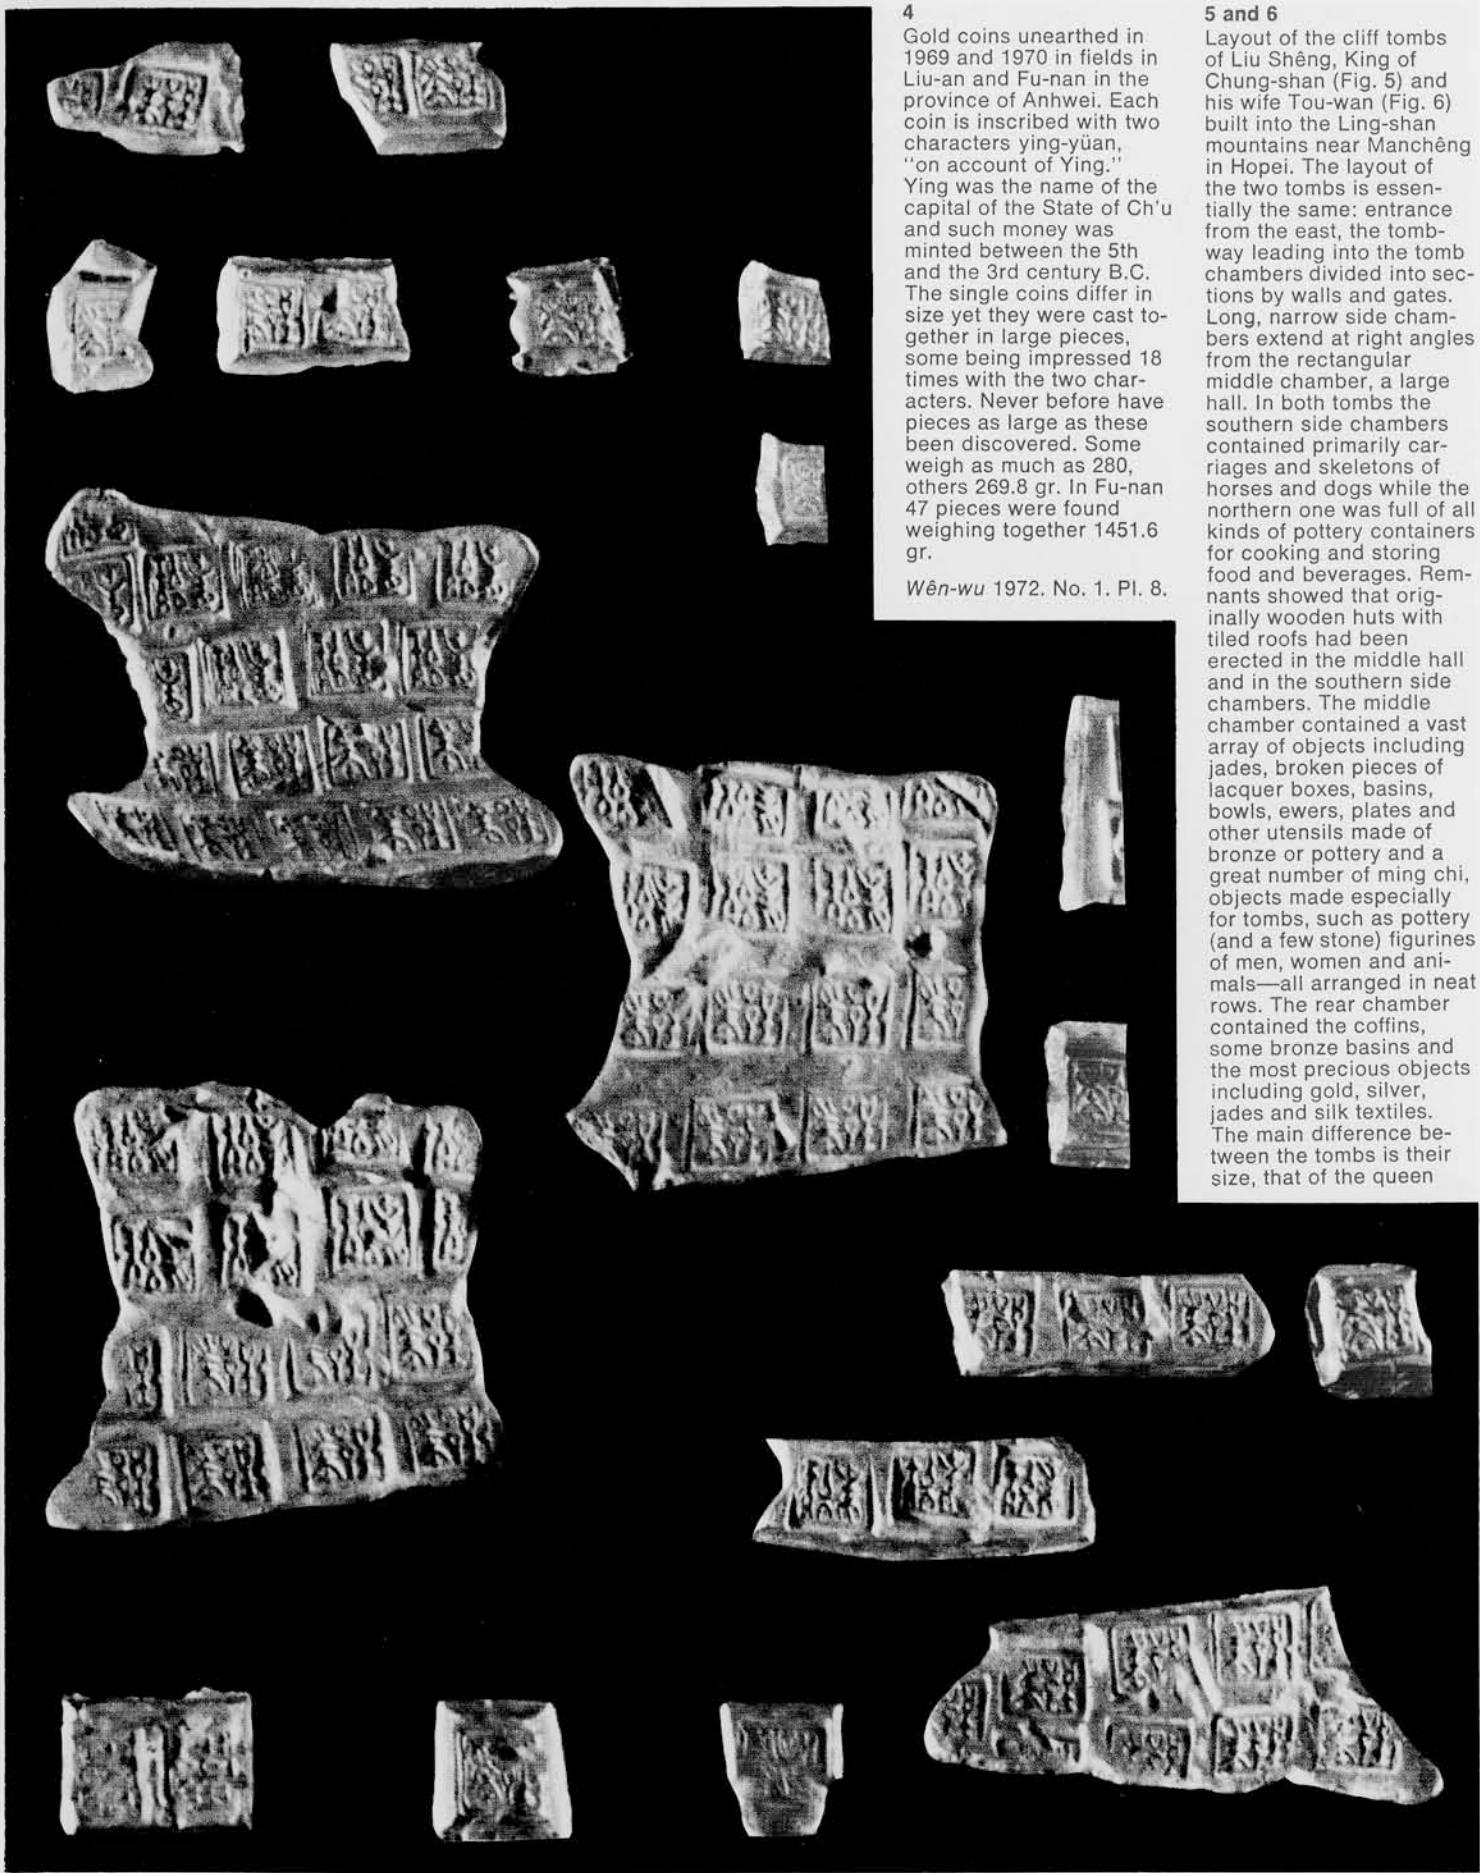 4
Gold coins unearthed in
1969 and 1970 in fields in
Liu-an and Fu-nan in the
province of Anhwei. Each
coin is inscribed with two
characters ying-yüan,
"on account of Ying."
Ying was the name of the
capital of the State of Ch'u
and such money was
minted between the 5th
and the 3rd century B.C.
The single coins differ in
size yet they were cast to-
gether in large pieces,
some being impressed 18
times with the two char-
acters. Never before have
pieces as large as these
been discovered. Some
weigh as much as 280,
others 269.8 gr. In Fu-nan
47 pieces were found
weighing together 1451.6
gr.
Wên-wu 1972. No. 1. Pl. 8.
5 and 6
Layout of the cliff tombs
of Liu Shêng, King of
Chung-shan (Fig. 5) and
his wife Tou-wan (Fig. 6)
built into the Ling-shan
mountains near Manchêng
in Hopei. The layout of
the two tombs is essen-
tially the same: entrance
from the east, the tomb-
way leading into the tomb
chambers divided into sec-
tions by walls and gates.
Long, narrow side cham-
bers extend at right angles
from the rectangular
middle chamber, a large
hall. In both tombs the
southern side chambers
contained primarily car-
riages and skeletons of
horses and dogs while the
northern one was full of all
kinds of pottery containers
for cooking and storing
food and beverages. Rem-
nants showed that orig-
inally wooden huts with
tiled roofs had been
erected in the middle hall
and in the southern side
chambers. The middle
chamber contained a vast
array of objects including
jades, broken pieces of
lacquer boxes, basins,
bowls, ewers, plates and
other utensils made of
bronze or pottery and a
great number of ming chi,
objects made especially
for tombs, such as pottery
(and a few stone) figurines
of men, women and ani-
mals—all arranged in neat
rows. The rear chamber
contained the coffins,
some bronze basins and
the most precious objects
including gold, silver,
jades and silk textiles.
The main difference be-
tween the tombs is their
size, that of the queen